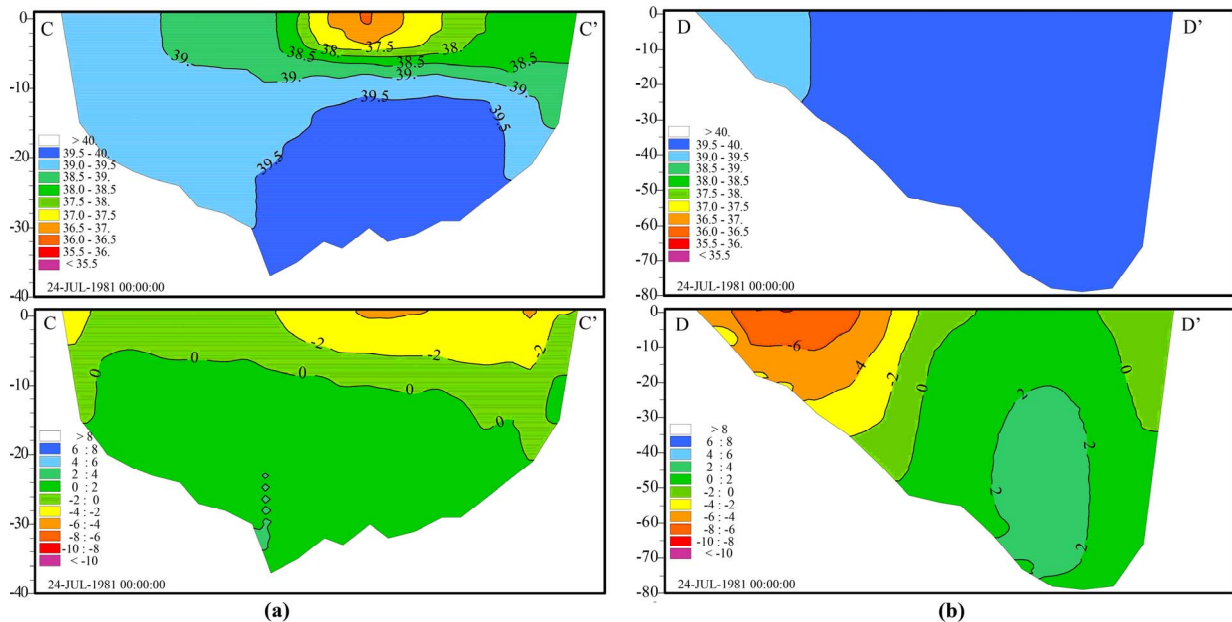 C C'
37.5
38. 38.
38.5 38.5 38.5
39. 39. 39. 39.
39.5
39.5
39.5
0
-10
-20
-30
-40
> 40.
39.5 - 40.
39.0 - 39.5
38.5 - 39.
38.0 - 38.5
37.5 - 38.
37.0 - 37.5
36.5 - 37.
36.0 - 36.5
35.5 - 36.
< 35.5
24-JUL-1981 00:00:00
D D'
0
-10
-20
-30
-40
-50
-60
-70
-80
> 40.
39.5 - 40.
39.0 - 39.5
38.5 - 39.
38.0 - 38.5
37.5 - 38.
37.0 - 37.5
36.5 - 37.
36.0 - 36.5
35.5 - 36.
< 35.5
24-JUL-1981 00:00:00
C C'
-2 -2 -2
0 0 0 0 0
0
-10
-20
-30
-40
> 8
6 : 8
4 : 6
2 : 4
0 : 2
-2 : 0
-4 : -2
-6 : -4
-8 : -6
-10 : -8
< -10
24-JUL-1981 00:00:00
D D'
-6 -4 -2 0 0
2 2 2 2
0
-10
-20
-30
-40
-50
-60
-70
-80
> 8
6 : 8
4 : 6
2 : 4
0 : 2
-2 : 0
-4 : -2
-6 : -4
-8 : -6
-10 : -8
< -10
24-JUL-1981 00:00:00
(a) (b)